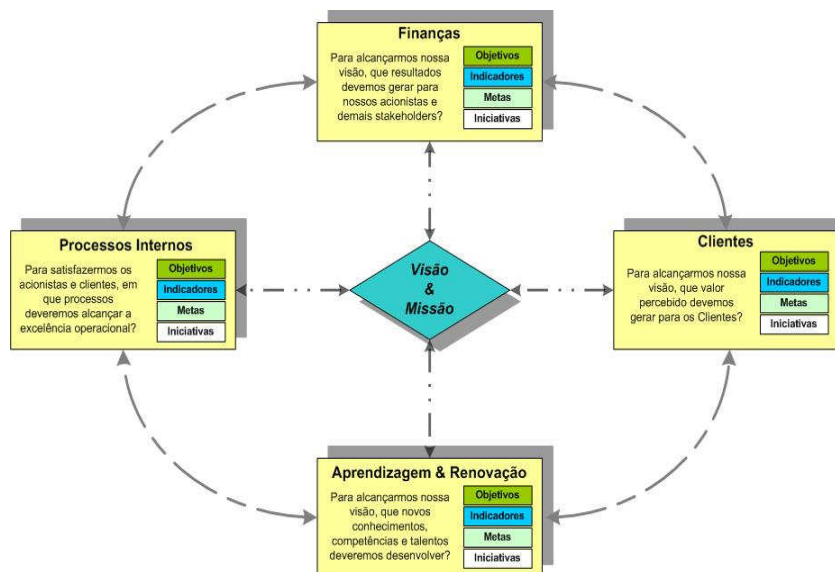 Finanças
Para alcançarmos nossa
visão, que resultados
devemos gerar para
nossos acionistas e
demais stakeholders?
Objetivos
Indicadores
Metas
Iniciativas
Processos Internos
Para satisfazermos os
acionistas e clientes, em
que processos
deveremos alcançar a
excelência operacional?
Objetivos
Indicadores
Metas
Iniciativas
Visão
&
Missão
Clientes
Para alcançarmos nossa
visão, que valor
percebido devemos
gerar para os Clientes?
Objetivos
Indicadores
Metas
Iniciativas
Aprendizagem & Renovação
Para alcançarmos nossa
visão, que novos
conhecimentos,
competências e talentos
deveremos desenvolver?
Objetivos
Indicadores
Metas
Iniciativas